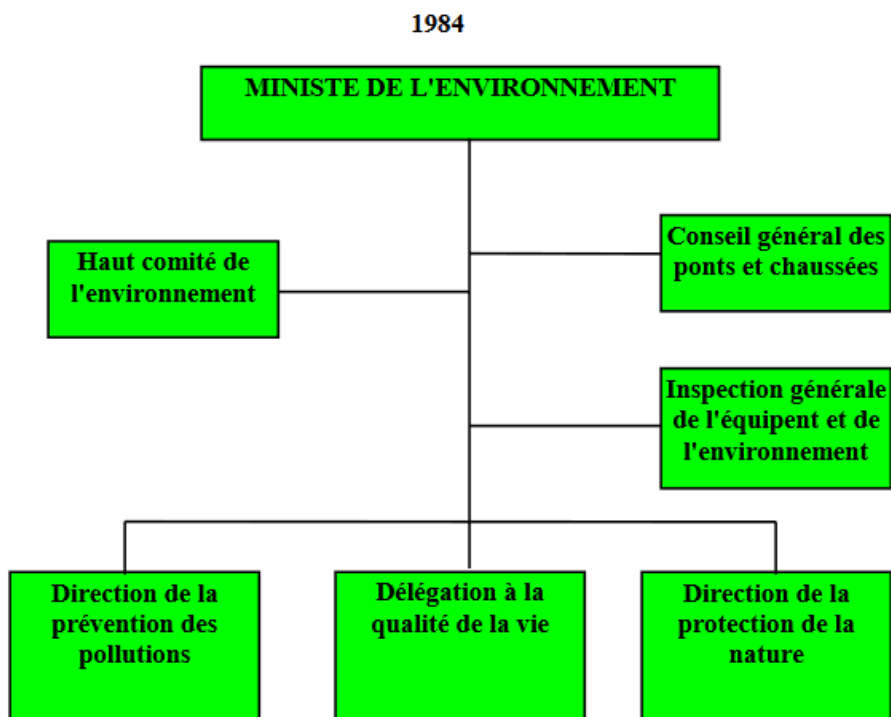 1984
MINISTE DE L'ENVIRONNEMENT
Conseil général des
ponts et chaussées
Haut comité de
l'environnement
Inspection générale
de l'équipent et de
l'environnement
Direction de la
prévention des
pollutions
Délégation à la
qualité de la vie
Direction de la
protection de la
nature